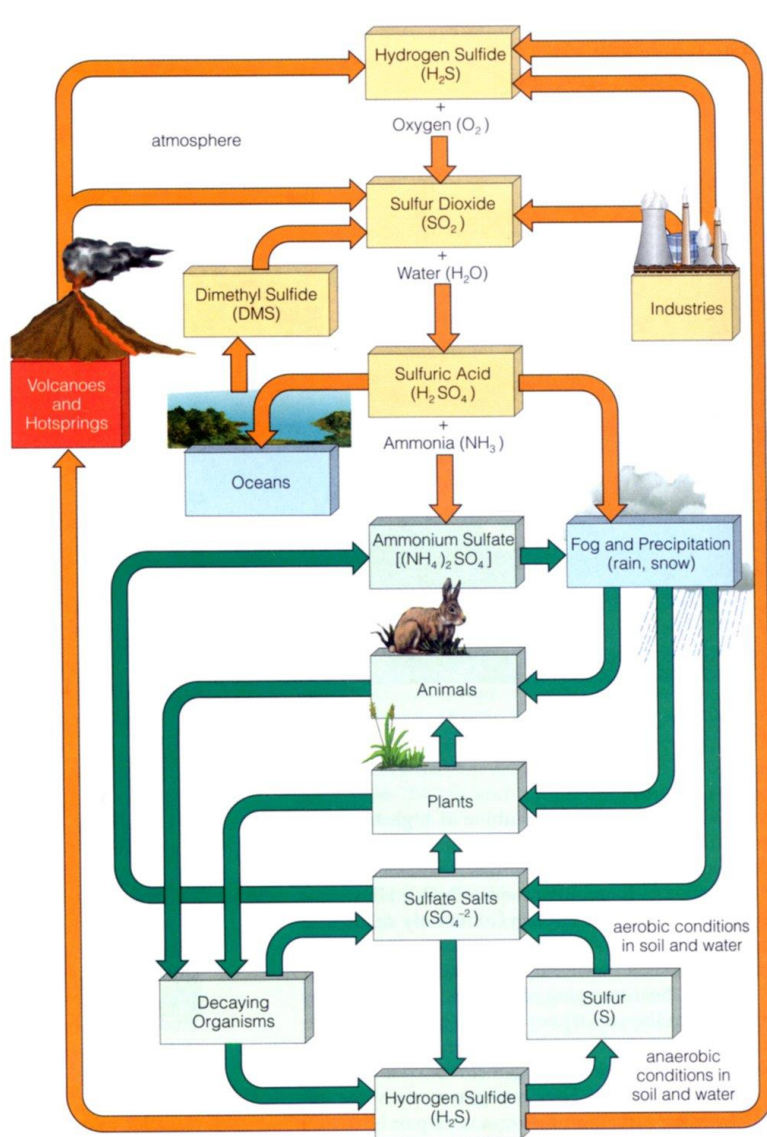 Hydrogen Sulfide
(H₂S)
+
Oxygen (O₂)
atmosphere
Sulfur Dioxide
(SO₂)
+
Water (H₂O)
Dimethyl Sulfide
(DMS)
Industries
Sulfuric Acid
(H₂SO₄)
+
Ammonia (NH₃)
Volcanoes
and
Hotsprings
Oceans
Ammonium Sulfate
[(NH₄)₂SO₄]
Fog and Precipitation
(rain, snow)
Animals
Plants
Sulfate Salts
(SO₄⁻²)
aerobic conditions
in soil and water
Decaying
Organisms
Sulfur
(S)
anaerobic
conditions in
soil and water
Hydrogen Sulfide
(H₂S)